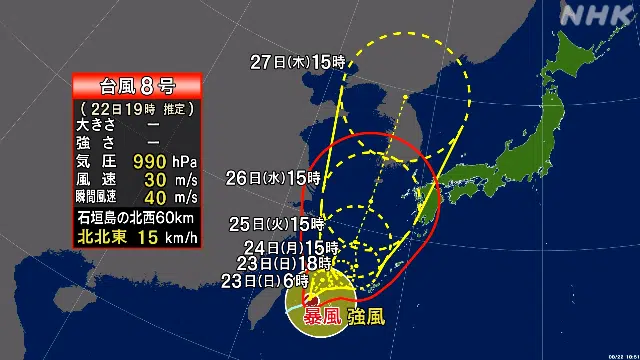 NHK
27日(木)15時
台風8号
(22日19時 推定)
大きさ ー
強さ ー
気圧 990 hPa
風速 30 m/s
瞬間風速 40 m/s
石垣島の北西60km
北北東 15 km/h
26日(水)15時
25日(火)15時
24日(月)15時
23日(日)18時
23日(日)6時
暴風 強風